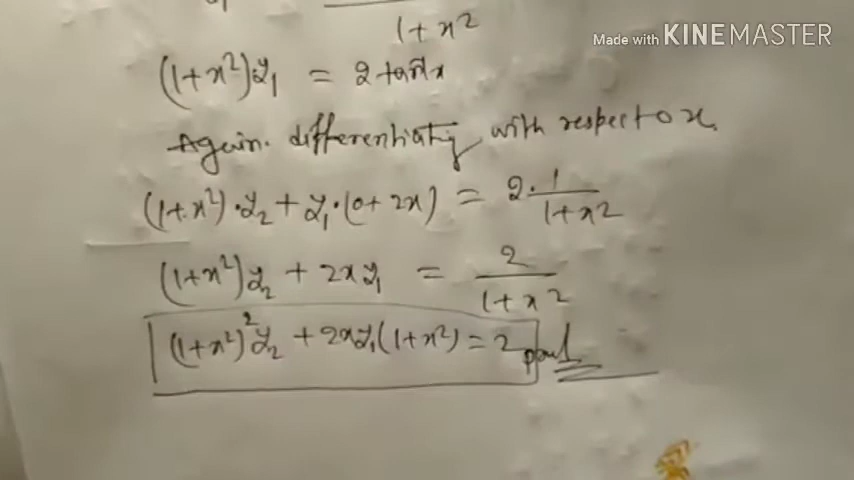 Made with KINEMASTER
1+x²
(1+x²)y₁ = 2 tan⁻¹x
Again. differentiating with respect to x.
(1+x²)·y₂ + y₁·(0+2x) = 2·1/1+x²
(1+x²)y₂ + 2xy₁ = 2/1+x²
(1+x²)²y₂ + 2xy₁(1+x²) = 2